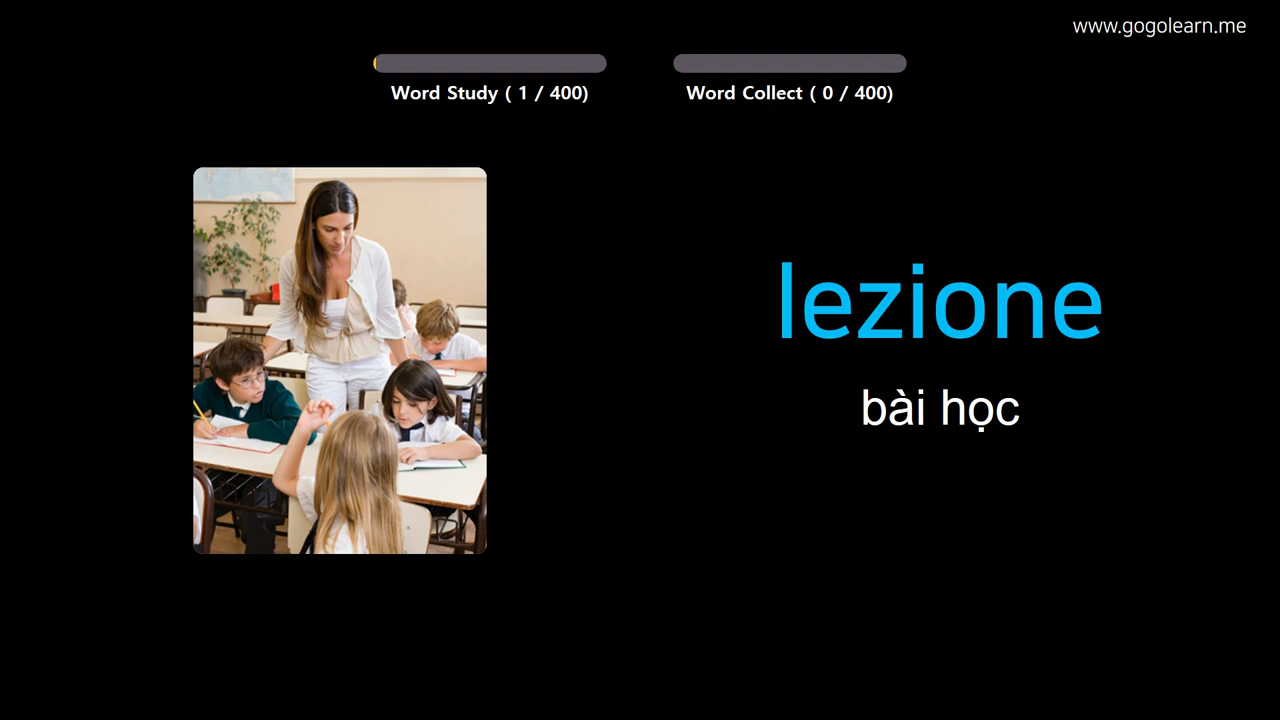 www.gogolearn.me
Word Study ( 1 / 400)
Word Collect ( 0 / 400)
lezione
bài học